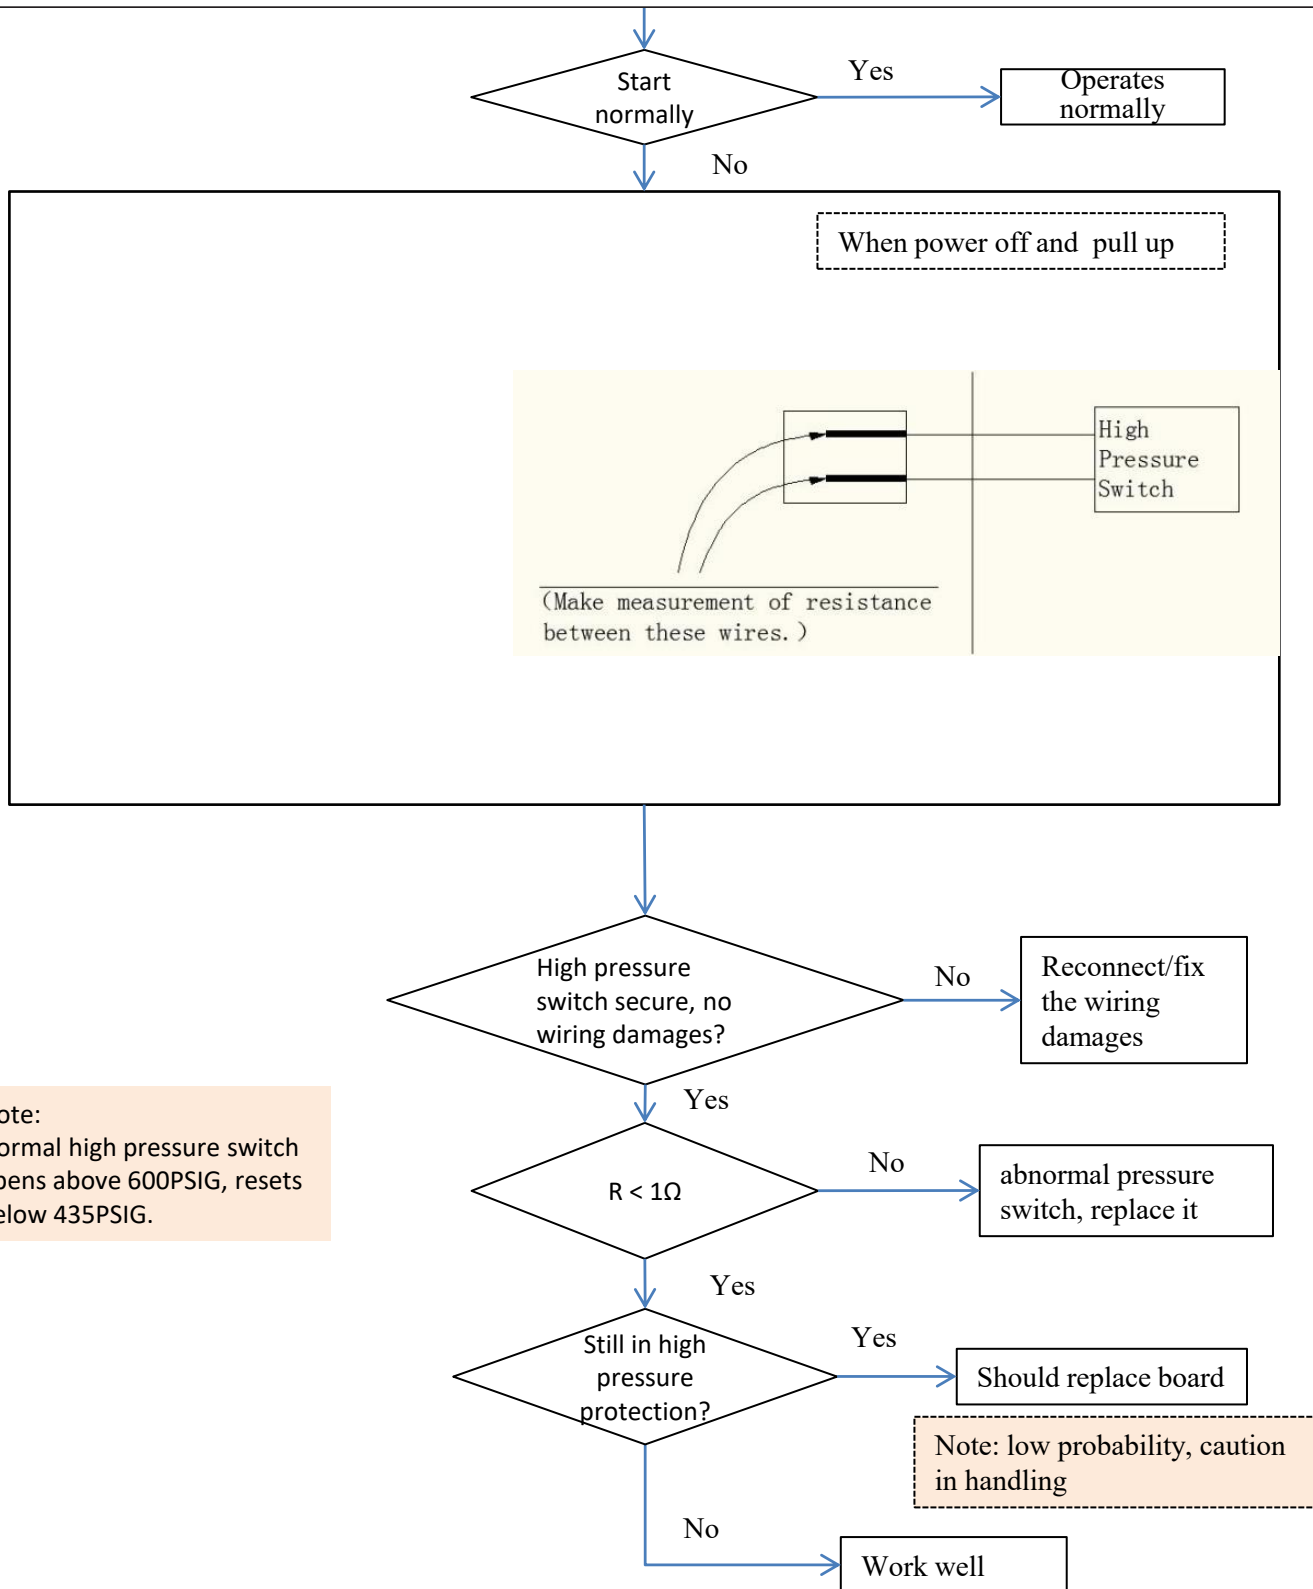 Start
normally
Yes
Operates
normally
No
When power off and pull up
High
Pressure
Switch
(Make measurement of resistance
between these wires.)
High pressure
switch secure, no
wiring damages?
No
Reconnect/fix
the wiring
damages
Yes
ote:
ormal high pressure switch
pens above 600PSIG, resets
elow 435PSIG.
R < 1Ω
No
abnormal pressure
switch, replace it
Yes
Still in high
pressure
protection?
Yes
Should replace board
Note: low probability, caution
in handling
No
Work well